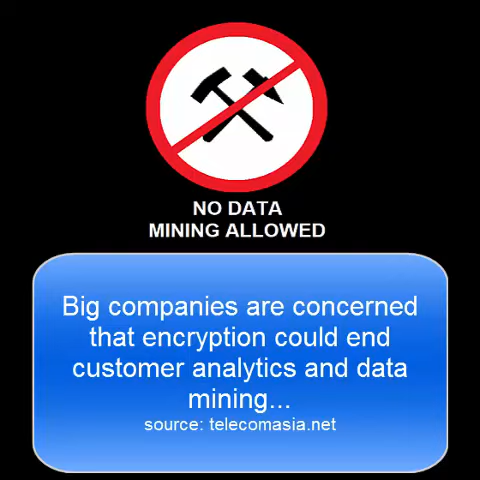 NO DATA
MINING ALLOWED
Big companies are concerned
that encryption could end
customer analytics and data
mining...
source: telecomasia.net